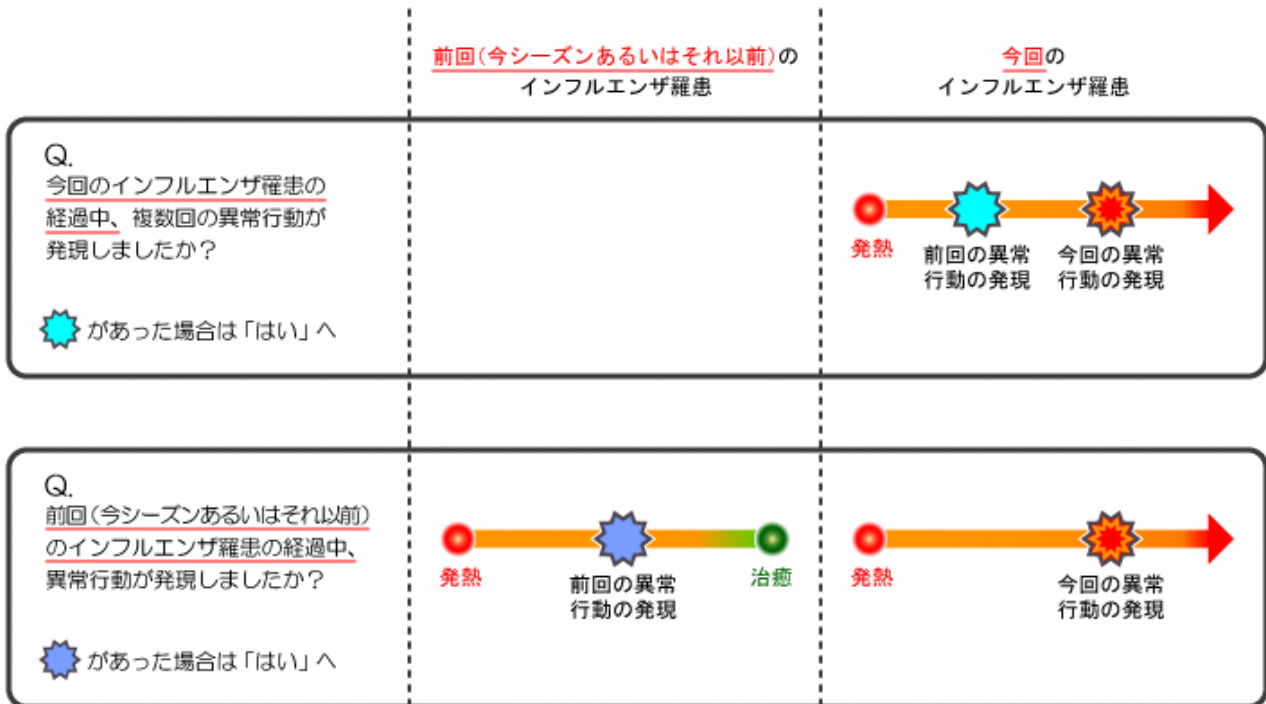 前回(今シーズンあるいはそれ以前)の
インフルエンザ羅患
今回の
インフルエンザ羅患
Q.
今回のインフルエンザ罹患の
経過中、複数回の異常行動が
発現しましたか？
があった場合は「はい」へ
発熱
前回の異常
行動の発現
今回の異常
行動の発現
Q.
前回(今シーズンあるいはそれ以前)
のインフルエンザ羅患の経過中、
異常行動が発現しましたか？
があった場合は「はい」へ
発熱
前回の異常
行動の発現
治癒
発熱
今回の異常
行動の発現